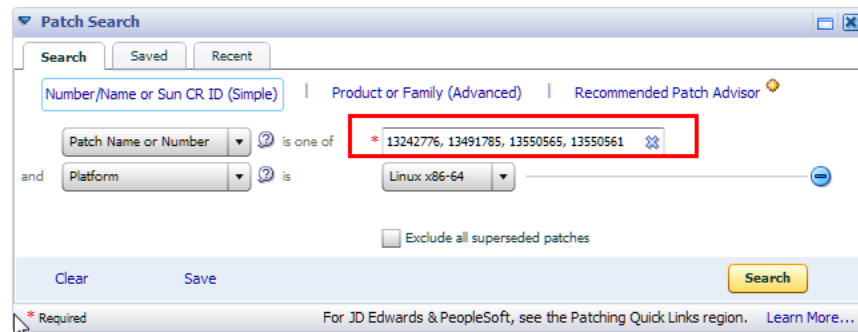 Patch Search
Search Saved Recent
Number/Name or Sun CR ID (Simple) | Product or Family (Advanced) | Recommended Patch Advisor
Patch Name or Number is one of * 13242776, 13491785, 13550565, 13550561
and Platform is Linux x86-64
Exclude all superseded patches
Clear Save Search
* Required For JD Edwards & PeopleSoft, see the Patching Quick Links region. Learn More...